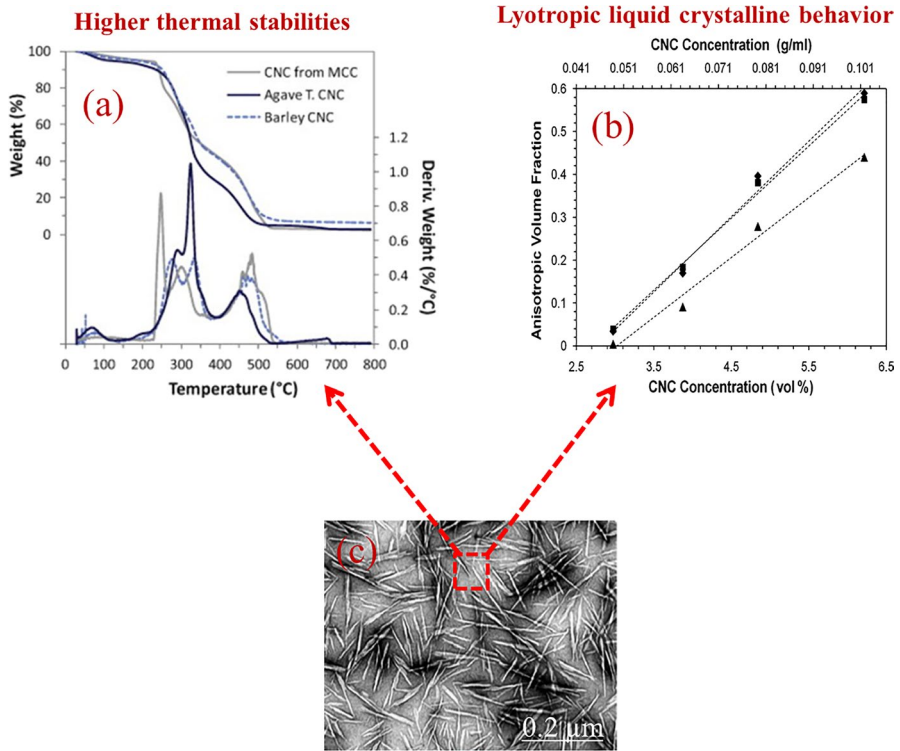 Higher thermal stabilities
Lyotropic liquid crystalline behavior
(a)
100
80
60
40
20
0
Weight (%)
CNC from MCC
Agave T. CNC
Barley CNC
1.2
1.0
0.8
0.6
0.4
0.2
0.0
Deriv. Weight (%/°C)
0 100 200 300 400 500 600 700 800
Temperature (°C)
CNC Concentration (g/ml)
0.041 0.051 0.061 0.071 0.081 0.091 0.101
(b)
0.6
0.5
0.4
0.3
0.2
0.1
0
Anisotropic Volume Fraction
2.5 3.5 4.5 5.5 6.5
CNC Concentration (vol %)
(c)
0.2 µm